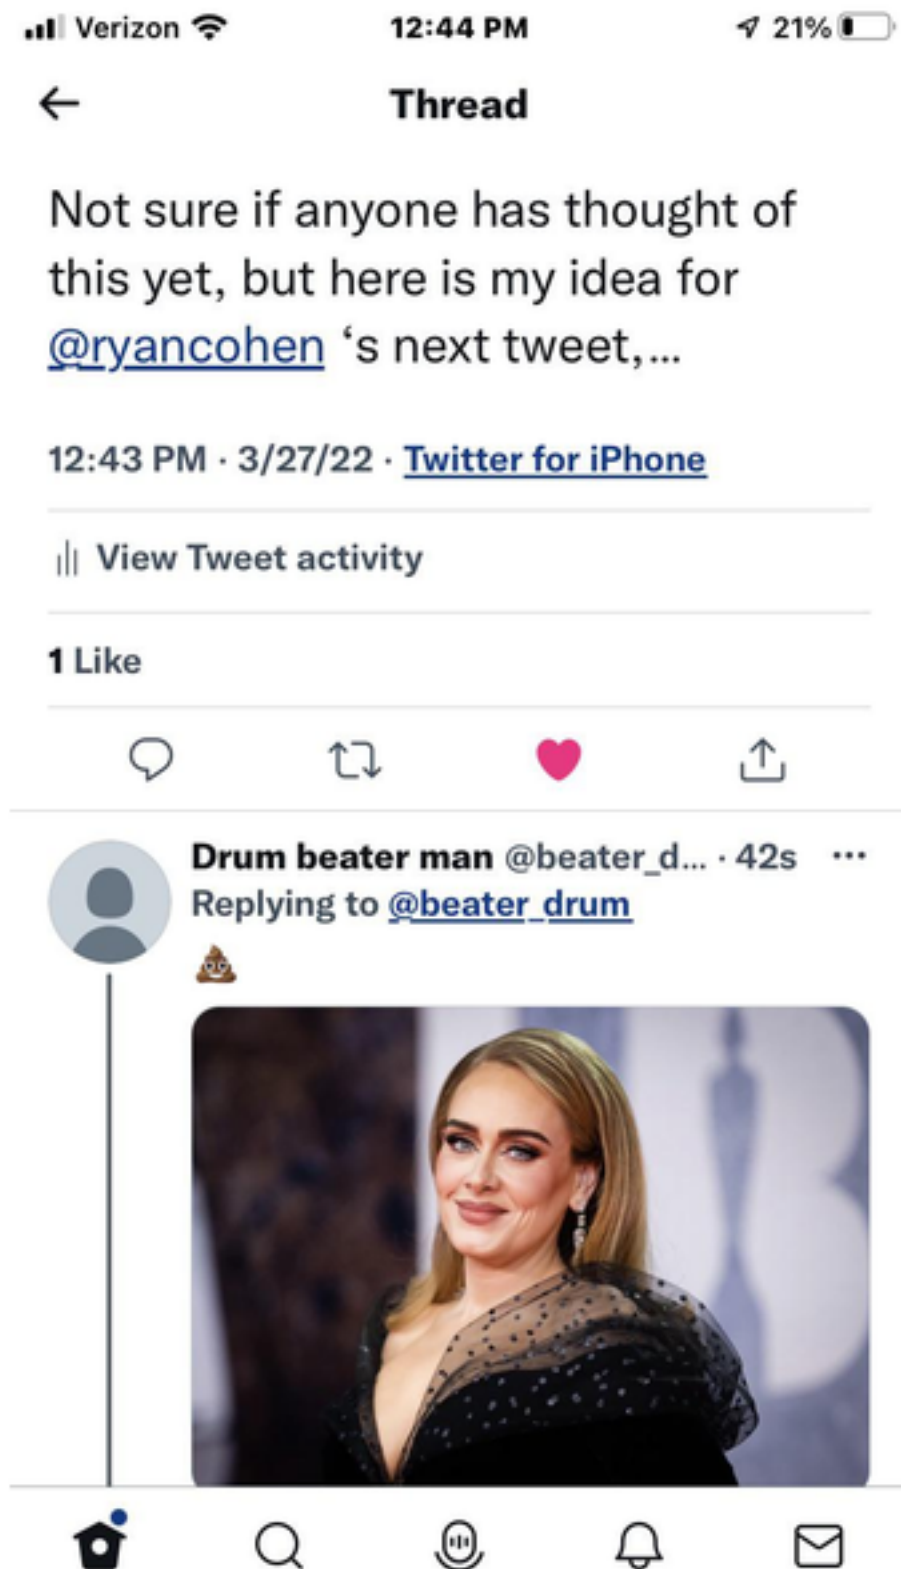 Verizon 12:44 PM 21%
Thread
Not sure if anyone has thought of
this yet, but here is my idea for
@ryancohen ‘s next tweet,...
12:43 PM · 3/27/22 · Twitter for iPhone
View Tweet activity
1 Like
Drum beater man @beater_d... · 42s
Replying to @beater_drum
💩